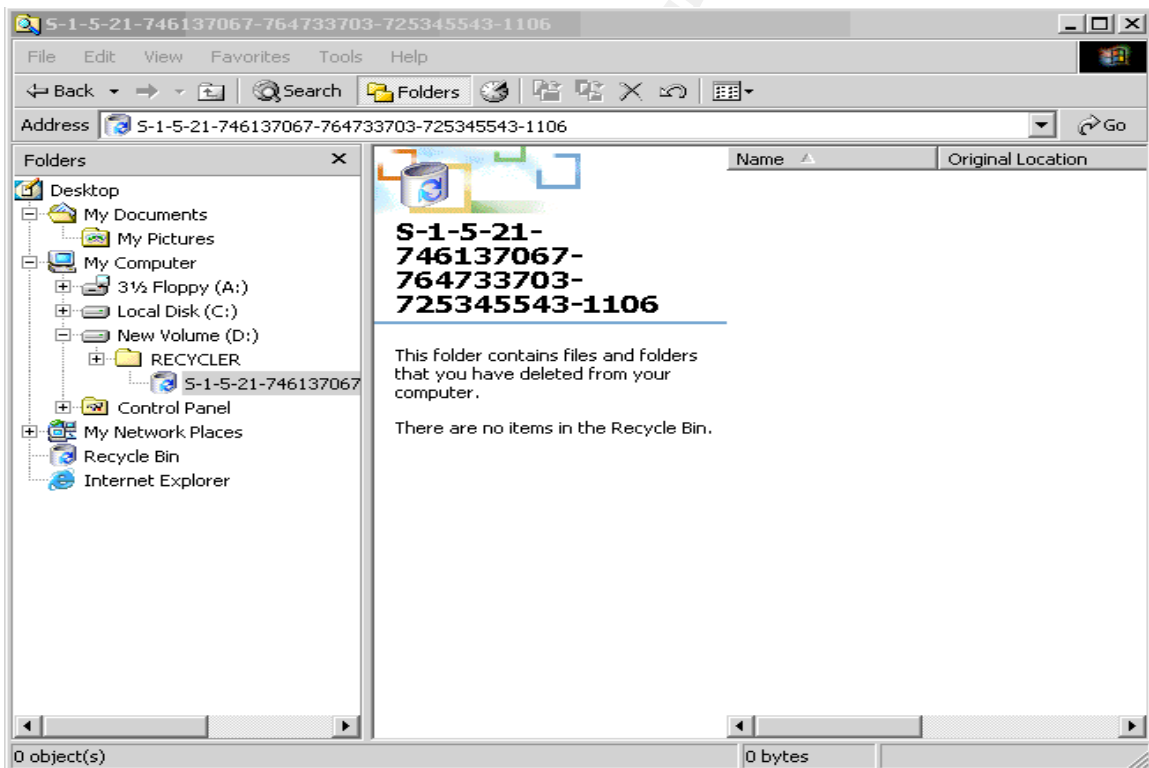 S-1-5-21-746137067-764733703-725345543-1106
File Edit View Favorites Tools Help
Back Search Folders
Address S-1-5-21-746137067-764733703-725345543-1106 Go
Folders
Desktop
My Documents
My Pictures
My Computer
3½ Floppy (A:)
Local Disk (C:)
New Volume (D:)
RECYCLER
S-1-5-21-746137067
Control Panel
My Network Places
Recycle Bin
Internet Explorer
S-1-5-21-
746137067-
764733703-
725345543-1106
This folder contains files and folders
that you have deleted from your
computer.
There are no items in the Recycle Bin.
Name Original Location
0 object(s) 0 bytes